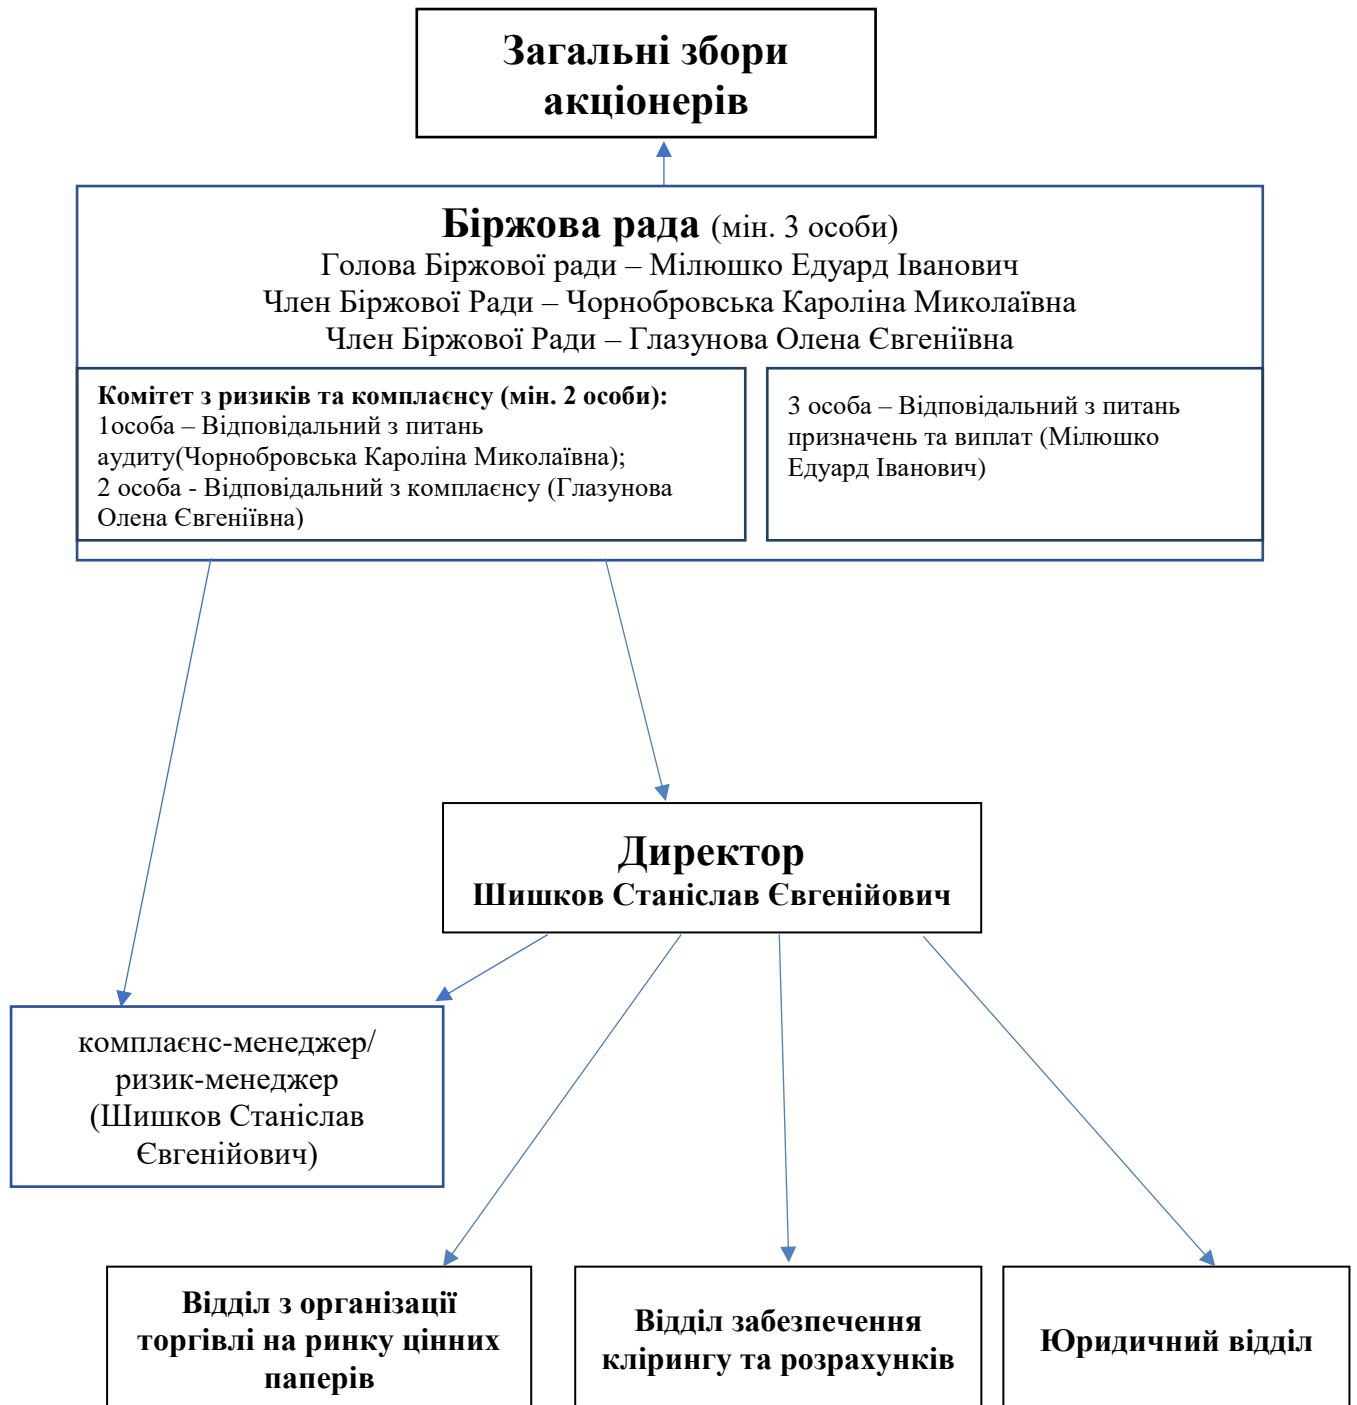 Загальні збори
акціонерів
Біржова рада (мін. 3 особи)
Голова Біржової ради – Мілюшко Едуард Іванович
Член Біржової Ради – Чорнобровська Кароліна Миколаївна
Член Біржової Ради – Глазунова Олена Євгеніївна
Комітет з ризиків та комплаєнсу (мін. 2 особи):
1особа – Відповідальний з питань
аудиту(Чорнобровська Кароліна Миколаївна);
2 особа - Відповідальний з комплаєнсу (Глазунова
Олена Євгеніївна)
3 особа – Відповідальний з питань
призначень та виплат (Мілюшко
Едуард Іванович)
Директор
Шишков Станіслав Євгенійович
комплаєнс-менеджер/
ризик-менеджер
(Шишков Станіслав
Євгенійович)
Відділ з організації
торгівлі на ринку цінних
паперів
Відділ забезпечення
клірингу та розрахунків
Юридичний відділ